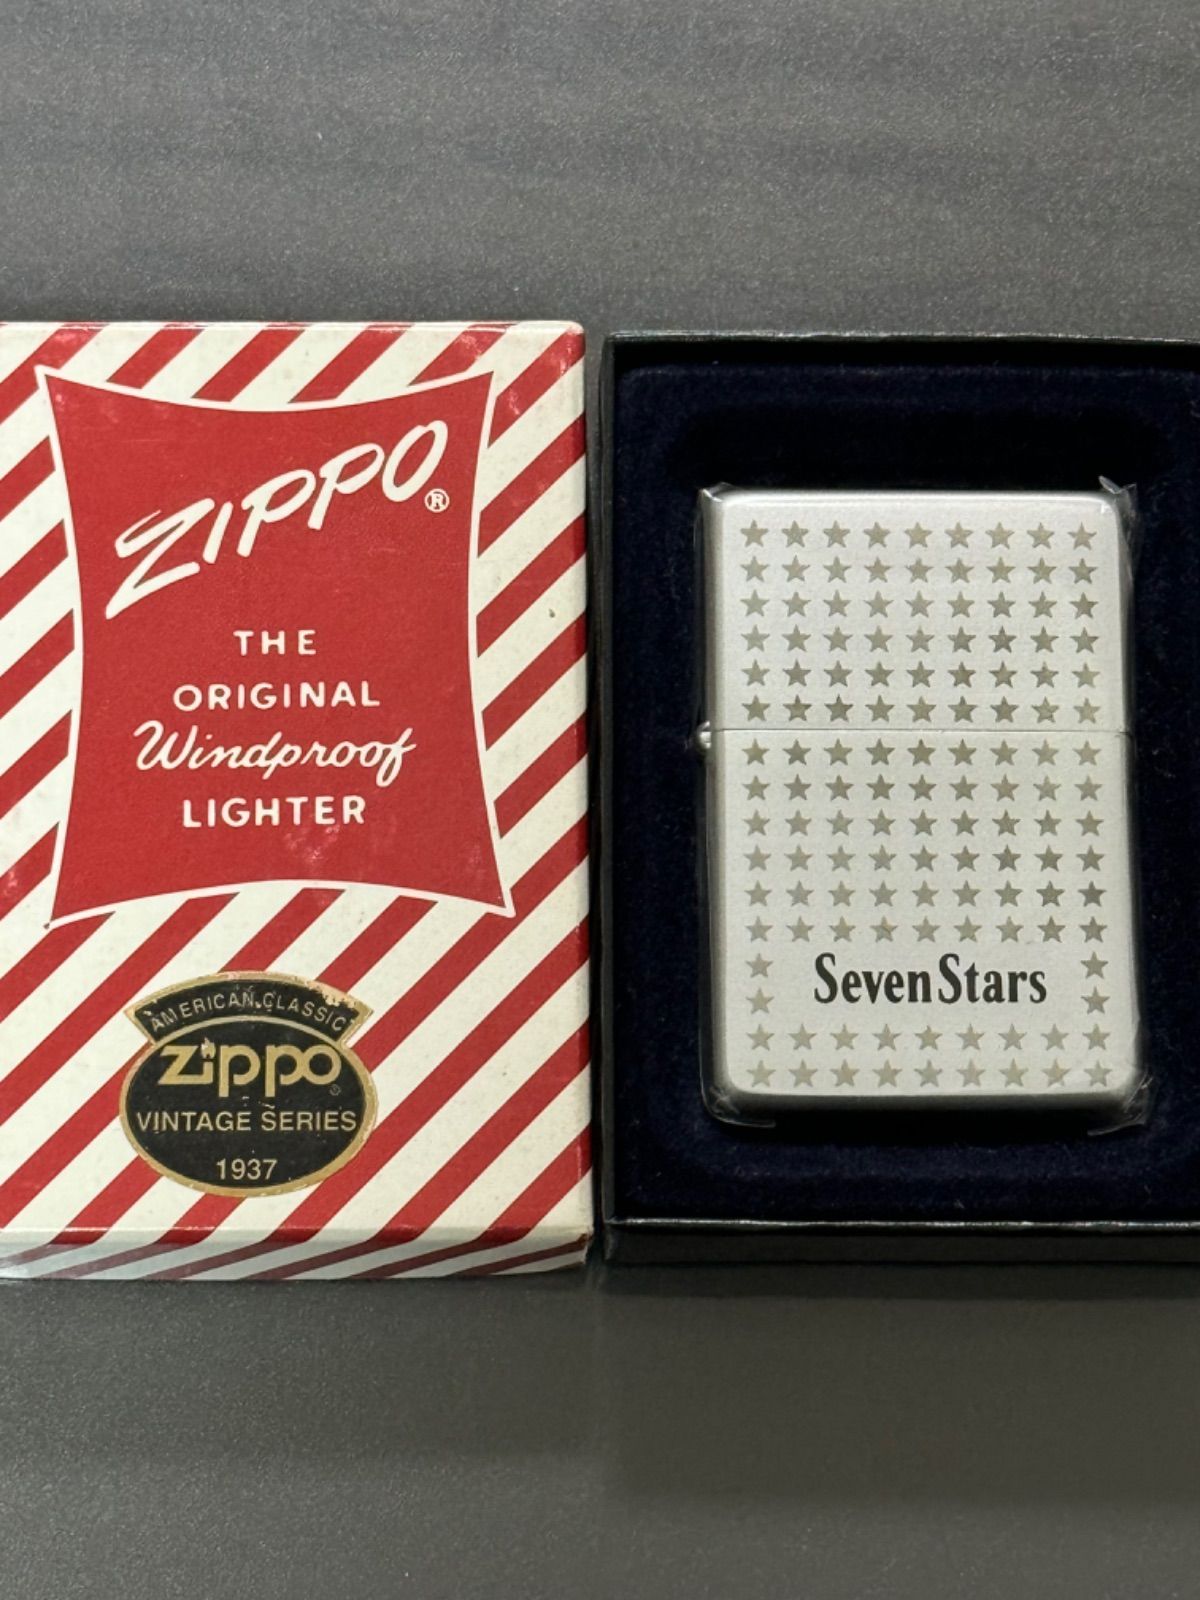 ZIPPO®
THE
ORIGINAL
Windproof
LIGHTER
AMERICAN CLASSIC
Zippo®
VINTAGE SERIES
1937
Seven Stars